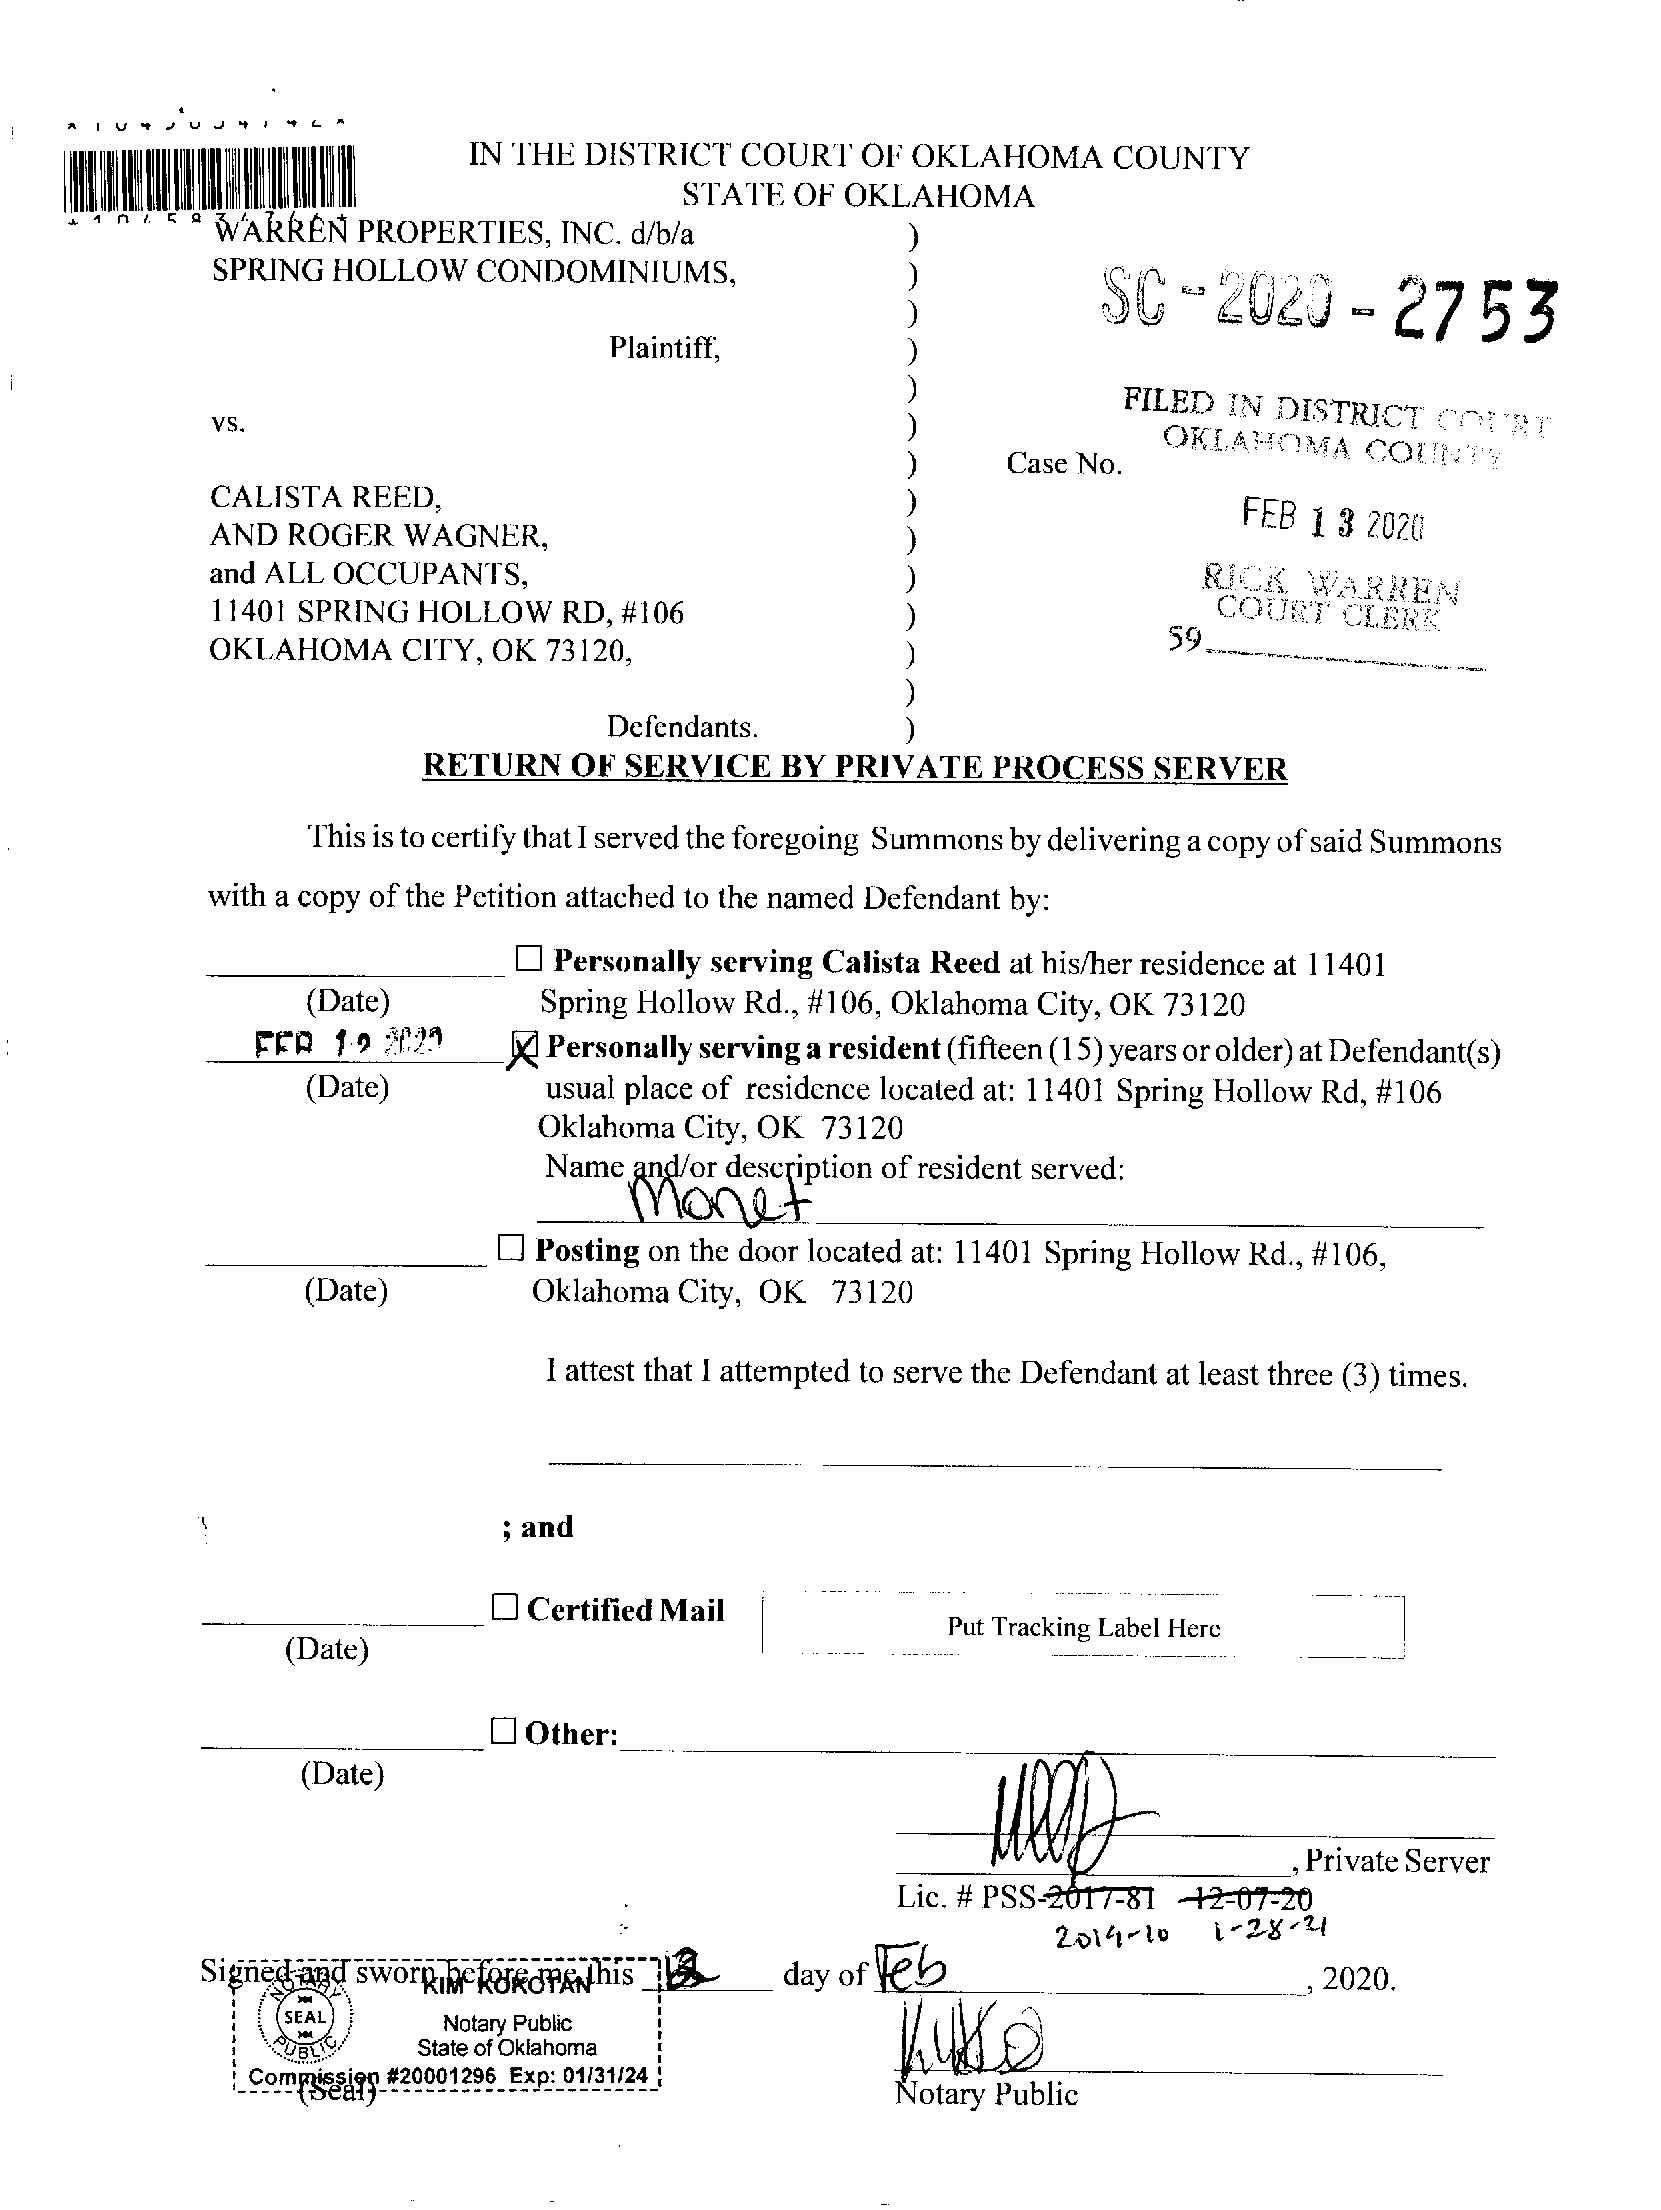 IN THE DISTRICT COURT OF OKLAHOMA COUNTY
STATE OF OKLAHOMA
WARREN PROPERTIES, INC. d/b/a )
SPRING HOLLOW CONDOMINIUMS, )
SC-2020-2753
)
Plaintiff, )
)
FILED IN DISTRICT COURT
OKLAHOMA COUNTY
vs. )
) Case No.
CALISTA REED, )
FEB 13 2020
AND ROGER WAGNER, )
and ALL OCCUPANTS, )
RICK WARREN
COURT CLERK
11401 SPRING HOLLOW RD, #106 )
59
OKLAHOMA CITY, OK 73120, )
)
Defendants. )
RETURN OF SERVICE BY PRIVATE PROCESS SERVER
This is to certify that I served the foregoing Summons by delivering a copy of said Summons
with a copy of the Petition attached to the named Defendant by:
☐ Personally serving Calista Reed at his/her residence at 11401
(Date) Spring Hollow Rd., #106, Oklahoma City, OK 73120
☒ Personally serving a resident (fifteen (15) years or older) at Defendant(s)
(Date) usual place of residence located at: 11401 Spring Hollow Rd, #106
Oklahoma City, OK 73120
Name and/or description of resident served:
Monet
☐ Posting on the door located at: 11401 Spring Hollow Rd., #106,
(Date) Oklahoma City, OK 73120
I attest that I attempted to serve the Defendant at least three (3) times.
; and
☐ Certified Mail Put Tracking Label Here
(Date)
☐ Other:
(Date)
, Private Server
Lic. # PSS-2017-81 12-07-20
2014-10 1-28-21
Signed and sworn before me this day of Feb, 2020.
KIM KOKOTAN
NOTARY PUBLIC
SEAL
Notary Public
State of Oklahoma
Commission #20001296 Exp: 01/31/24
(Seal)
Notary Public